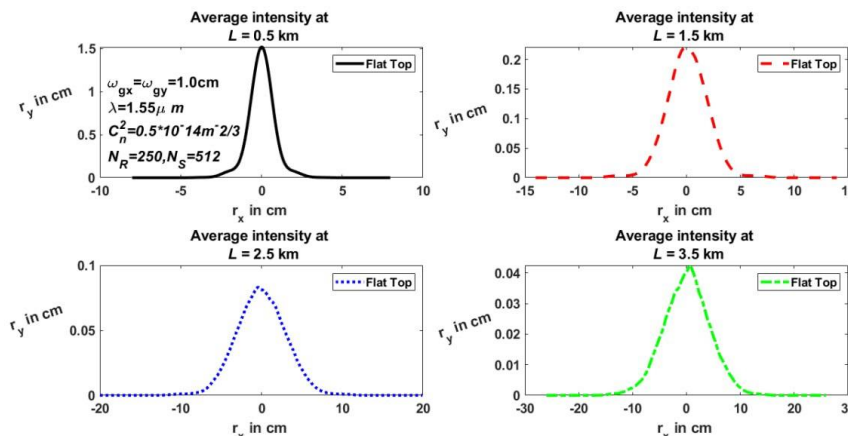 Average intensity at
L = 0.5 km
1.5
1
0.5
0
r_y in cm
Flat Top
ω_gx=ω_gy=1.0cm
λ=1.55μ m
C_n^2=0.5*10^-14m^-2/3
N_R=250,N_S=512
-10 -5 0 5 10
r_x in cm
Average intensity at
L = 1.5 km
0.2
0.15
0.1
0.05
0
r_y in cm
Flat Top
-15 -10 -5 0 5 10 15
r_x in cm
Average intensity at
L = 2.5 km
0.1
0.05
0
r_y in cm
Flat Top
-20 -10 0 10 20
r_x in cm
Average intensity at
L = 3.5 km
0.04
0.03
0.02
0.01
0
r_y in cm
Flat Top
-30 -20 -10 0 10 20 30
r_x in cm